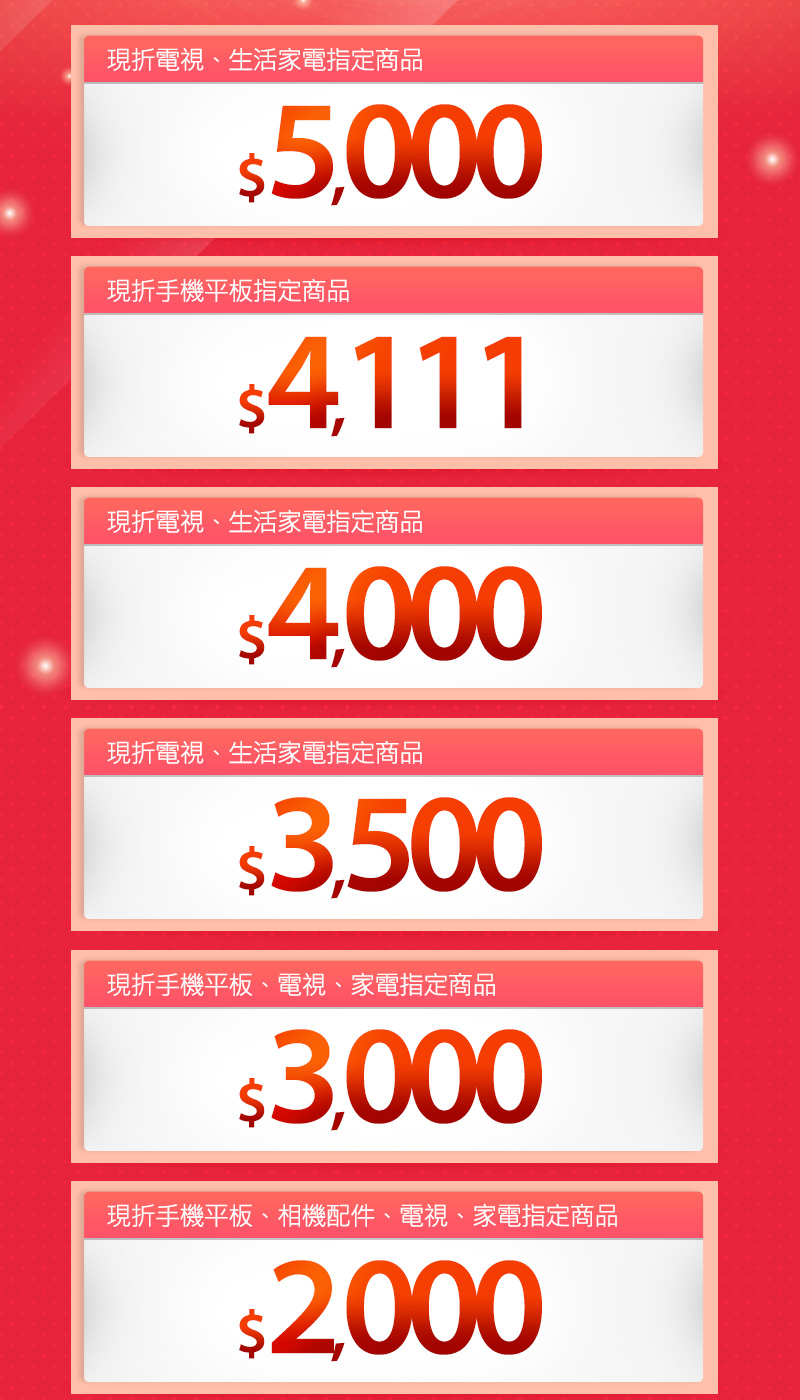 現折電視、生活家電指定商品
$5,000
現折手機平板指定商品
$4,111
現折電視、生活家電指定商品
$4,000
現折電視、生活家電指定商品
$3,500
現折手機平板、電視、家電指定商品
$3,000
現折手機平板、相機配件、電視、家電指定商品
$2,000